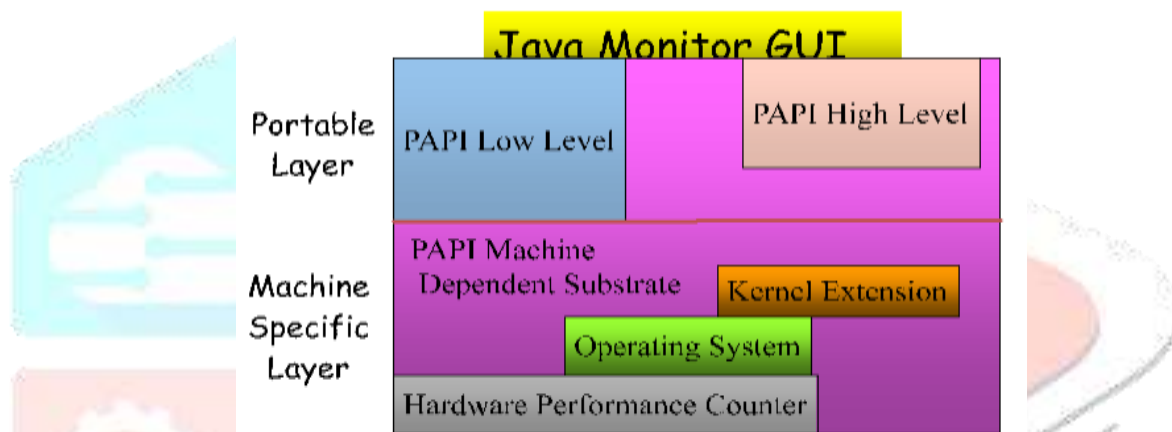 Java Monitor GUI
Portable
Layer
PAPI Low Level
PAPI High Level
PAPI Machine
Dependent Substrate
Machine
Specific
Layer
Kernel Extension
Operating System
Hardware Performance Counter